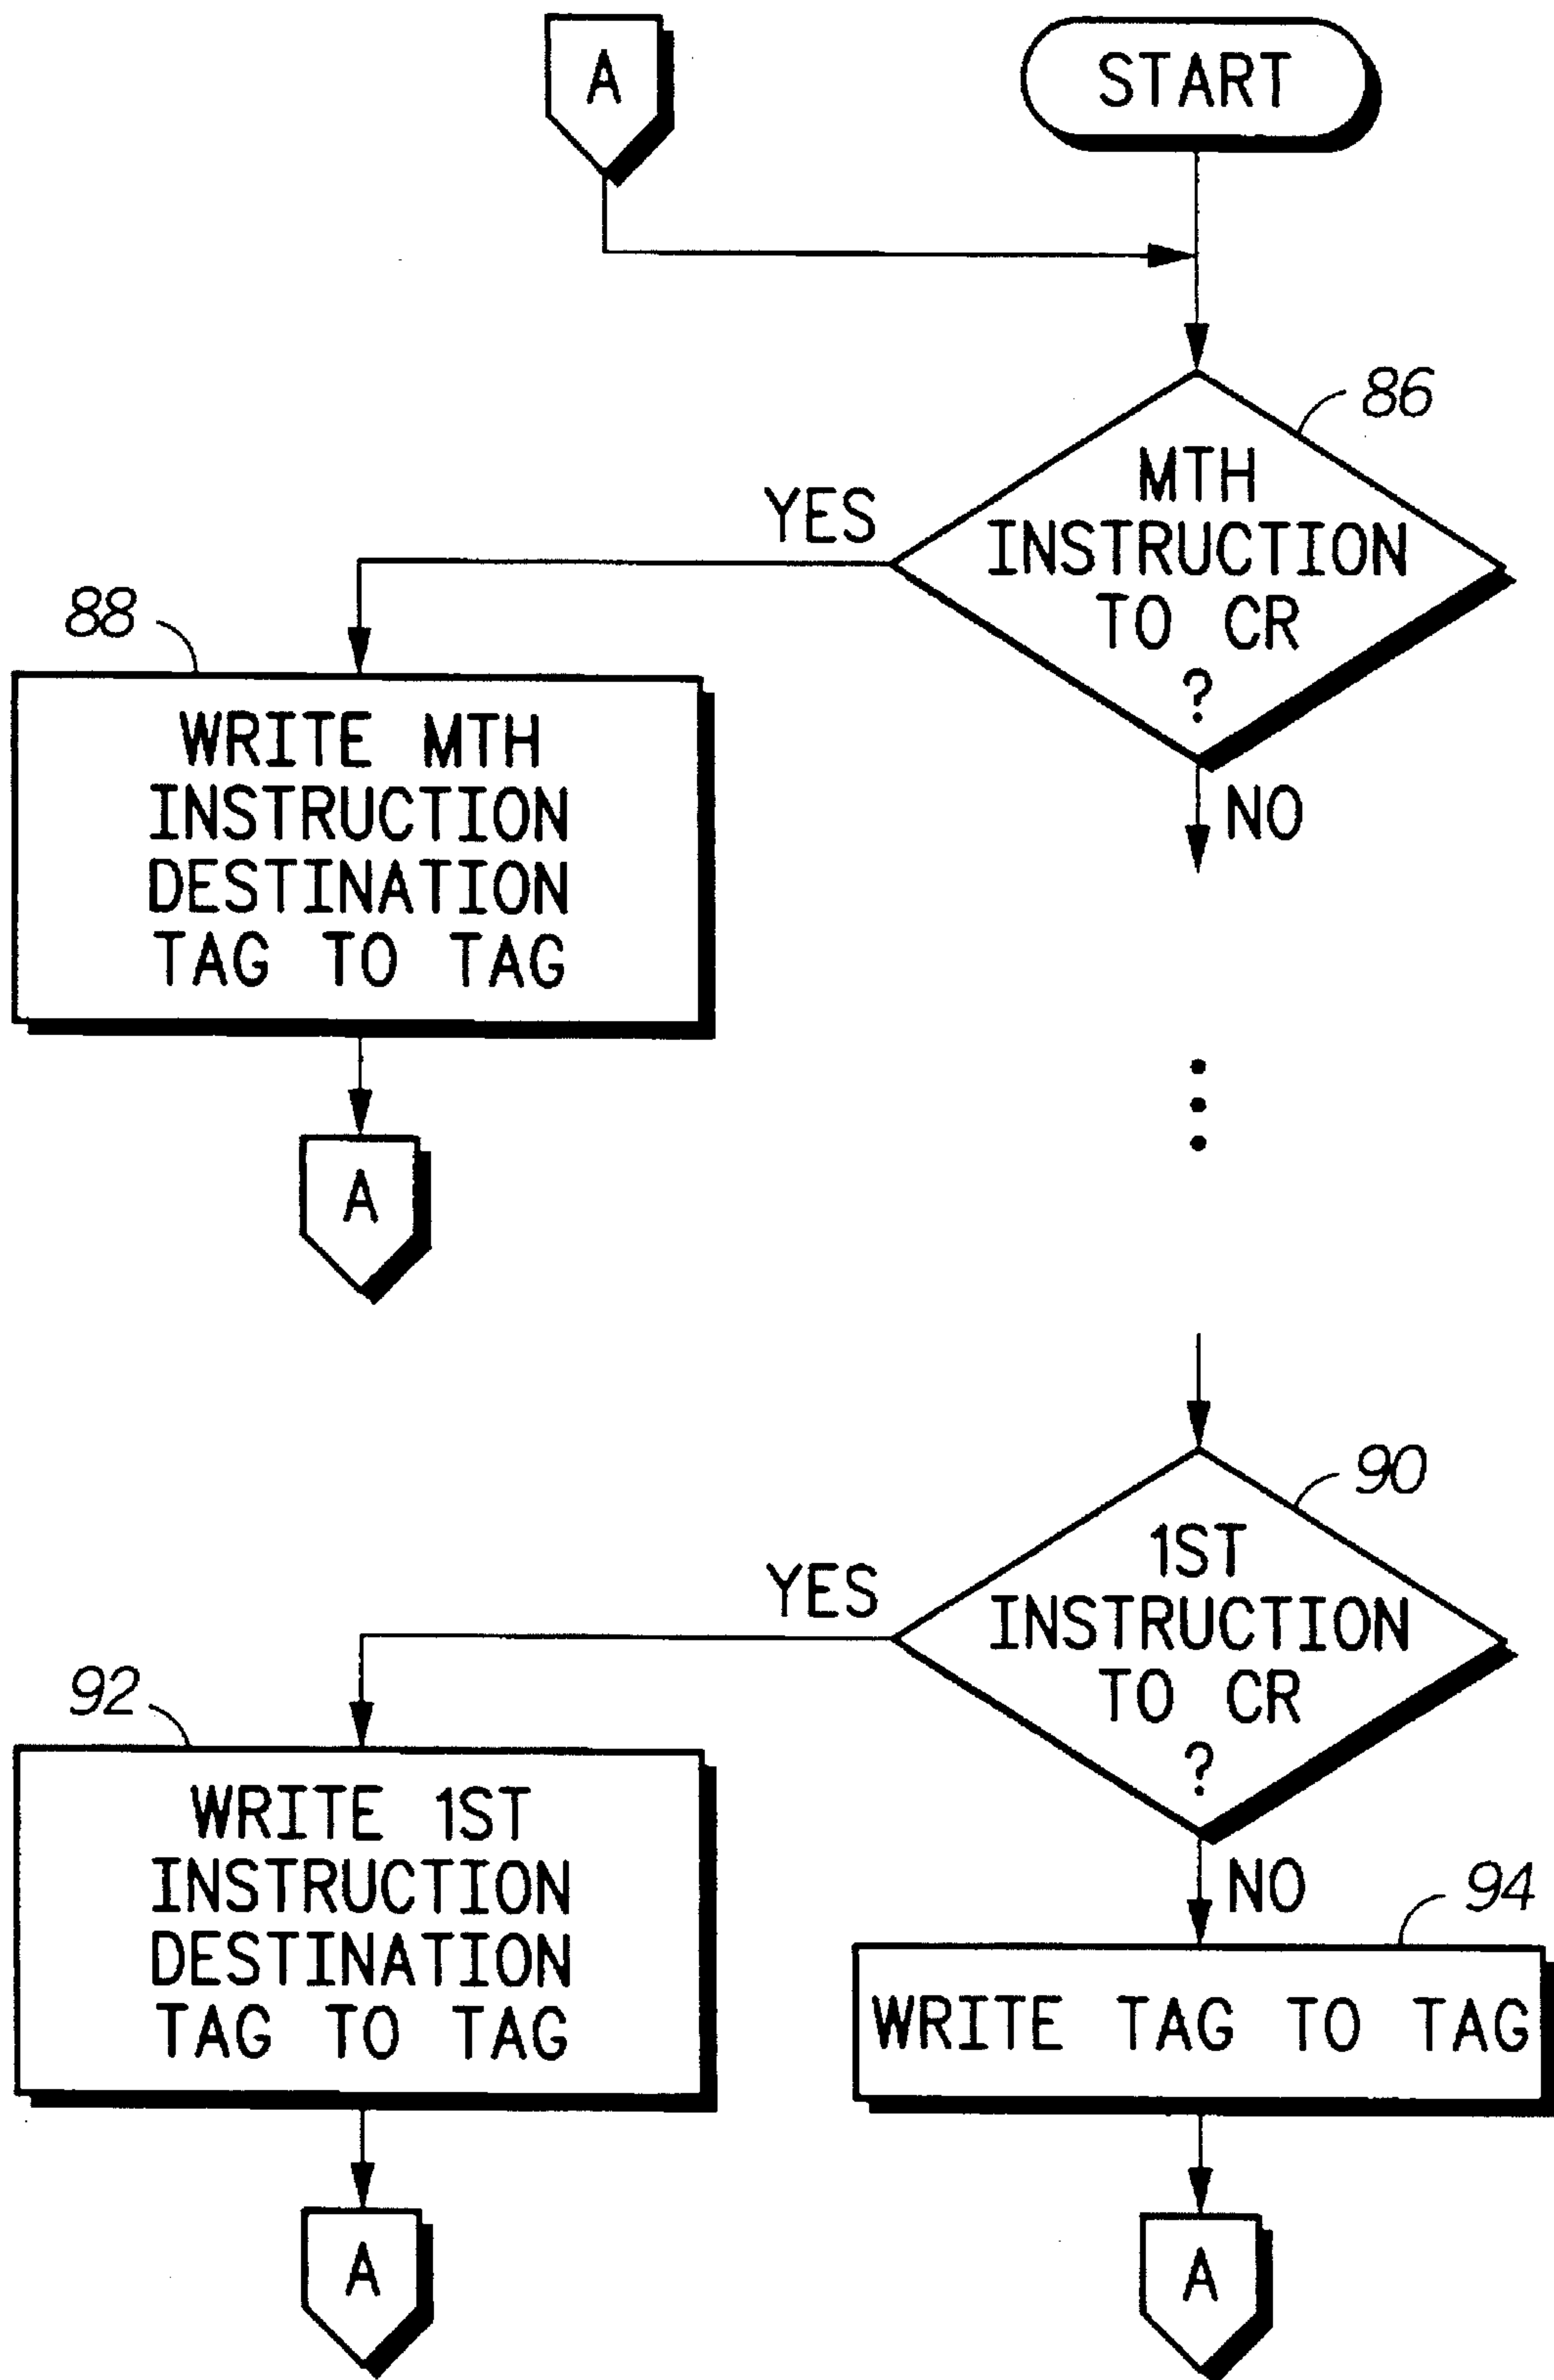 A
START
86
MTH
INSTRUCTION
TO CR
?
YES
NO
88
WRITE MTH
INSTRUCTION
DESTINATION
TAG TO TAG
A
90
1ST
INSTRUCTION
TO CR
?
YES
NO
92
WRITE 1ST
INSTRUCTION
DESTINATION
TAG TO TAG
94
WRITE TAG TO TAG
A
A